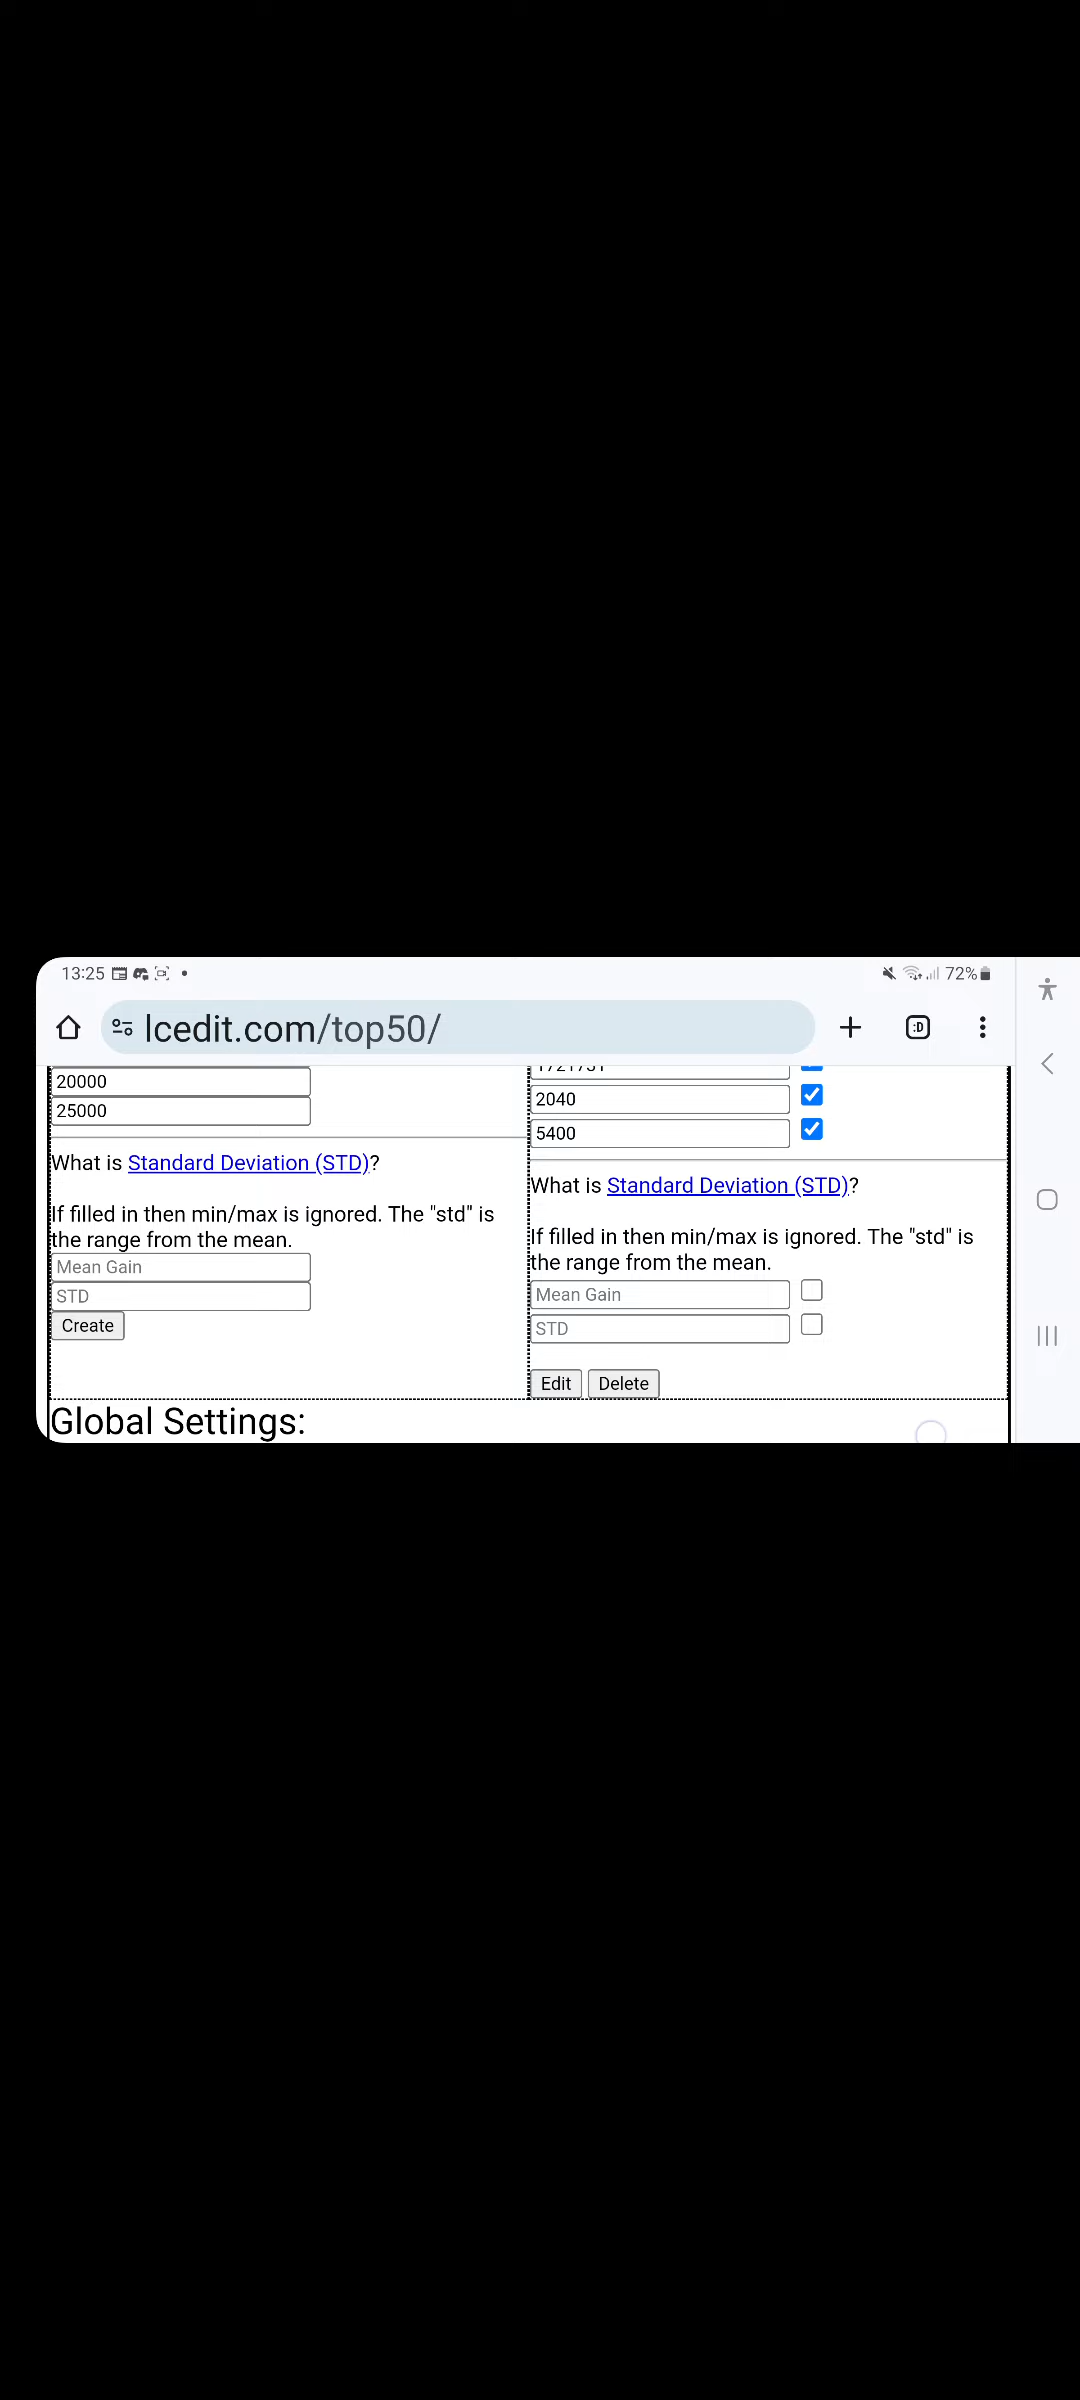 13:25
72%
lcedit.com/top50/
:D
20000
25000
What is Standard Deviation (STD)?
If filled in then min/max is ignored. The "std" is
the range from the mean.
Mean Gain
STD
Create
2040
5400
What is Standard Deviation (STD)?
If filled in then min/max is ignored. The "std" is
the range from the mean.
Mean Gain
STD
Edit Delete
Global Settings: